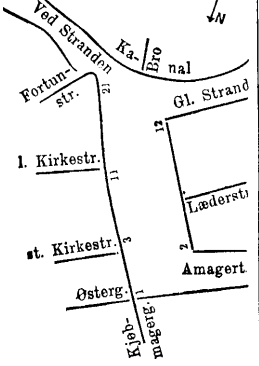 N
Ved Stranden
Ka-
Bro
nal
Fortun-
str.
21
Gl. Strand
12
l. Kirkestr.
11
Læderstr
st. Kirkestr.
3
2
Amagert.
Østerg.
1
Kjøb-
magerg.